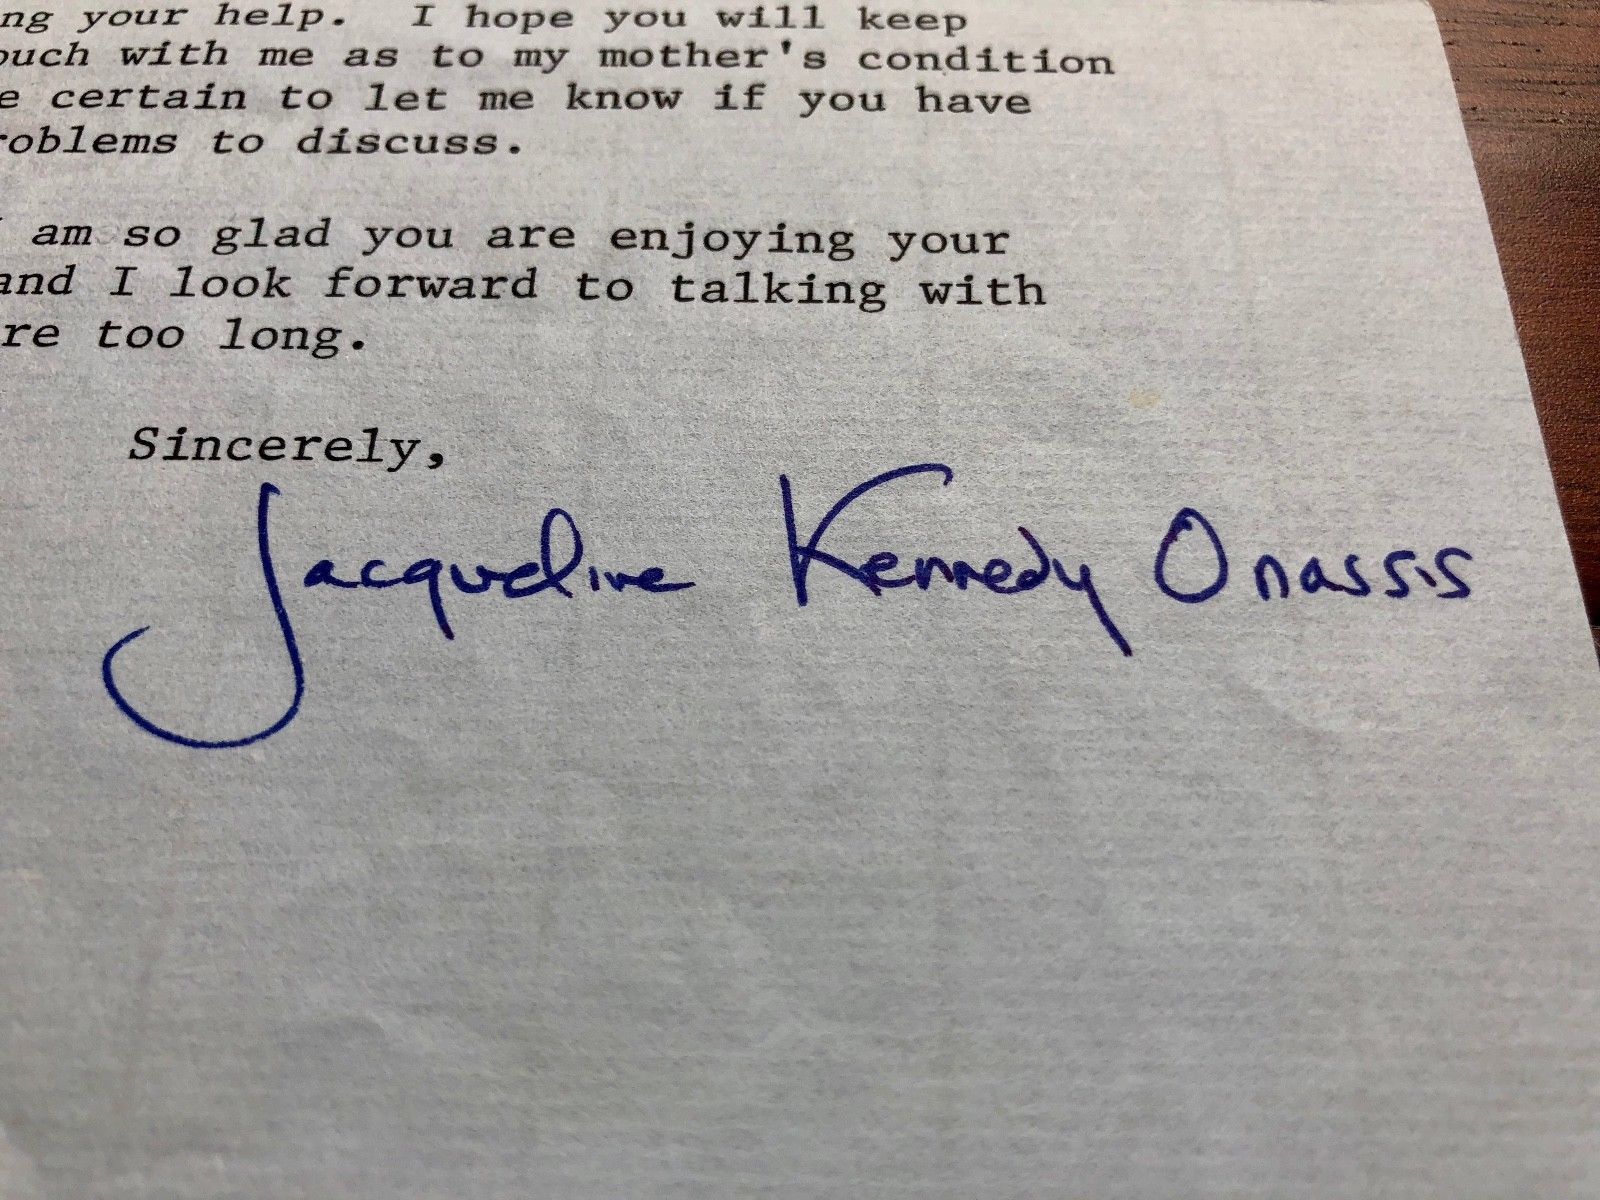 ng your help. I hope you will keep
ouch with me as to my mother's condition
e certain to let me know if you have
roblems to discuss.
am so glad you are enjoying your
and I look forward to talking with
re too long.
Sincerely,
Jacqueline Kennedy Onassis